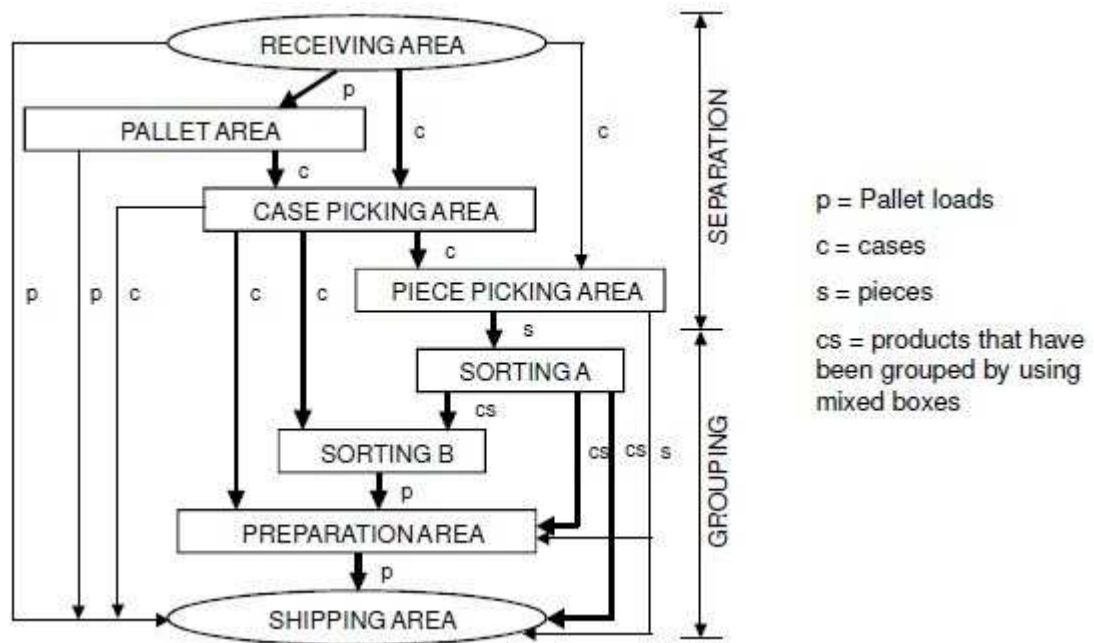 RECEIVING AREA
p
PALLET AREA
c
c
c
CASE PICKING AREA
c
PIECE PICKING AREA
p
p
c
c
c
s
SORTING A
cs
SORTING B
cs
cs
s
p
PREPARATION AREA
p
SHIPPING AREA
SEPARATION
GROUPING
p = Pallet loads
c = cases
s = pieces
cs = products that have
been grouped by using
mixed boxes